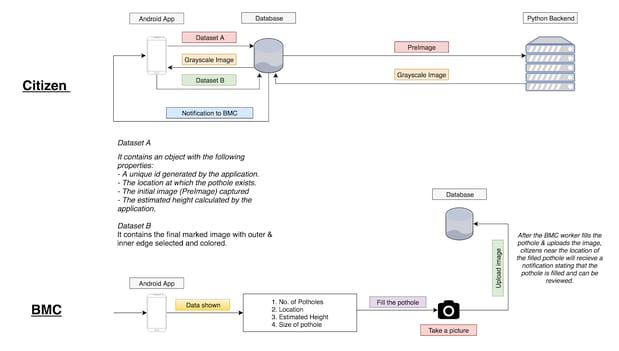 Android App
Database
Python Backend
Dataset A
PreImage
Grayscale Image
Grayscale Image
Dataset B
Citizen
Notification to BMC
Dataset A
It contains an object with the following
properties:
- A unique id generated by the application.
- The location at which the pothole exists.
- The initial image (PreImage) captured
- The estimated height calculated by the
application.
Dataset B
It contains the final marked image with outer &
inner edge selected and colored.
Database
After the BMC worker fills the
pothole & uploads the image,
citizens near the location of
the filled pothole will recieve a
notification stating that the
pothole is filled and can be
reviewed.
Upload image
Android App
BMC
Data shown
1. No. of Potholes
2. Location
3. Estimated Height
4. Size of pothole
Fill the pothole
Take a picture